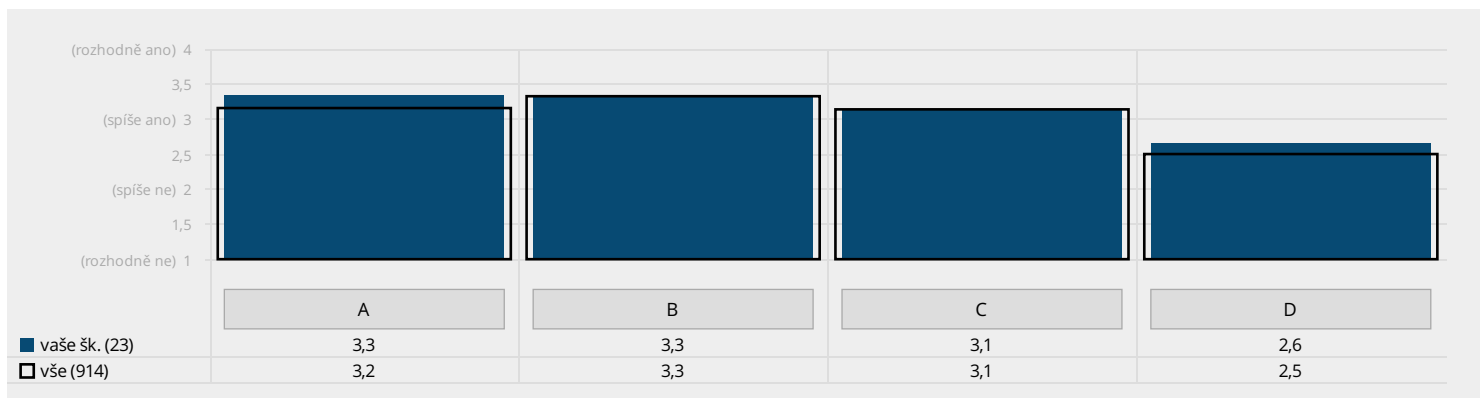 (rozhodně ano) 4
3,5
(spíše ano) 3
2,5
(spíše ne) 2
1,5
(rozhodně ne) 1
A B C D
vaše šk. (23) 3,3 3,3 3,1 2,6
vše (914) 3,2 3,3 3,1 2,5